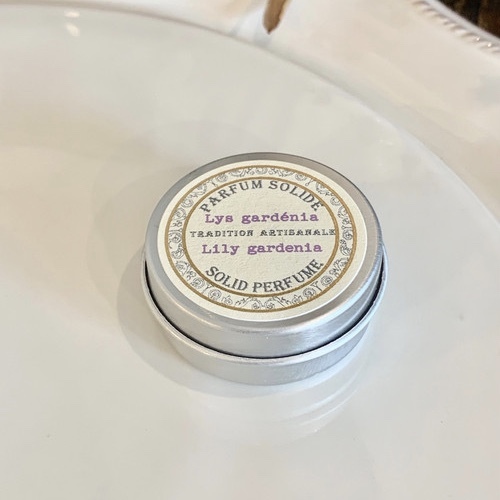 PARFUM SOLIDE
Lys gardénia
TRADITION ARTISANALE
Lily gardenia
SOLID PERFUME